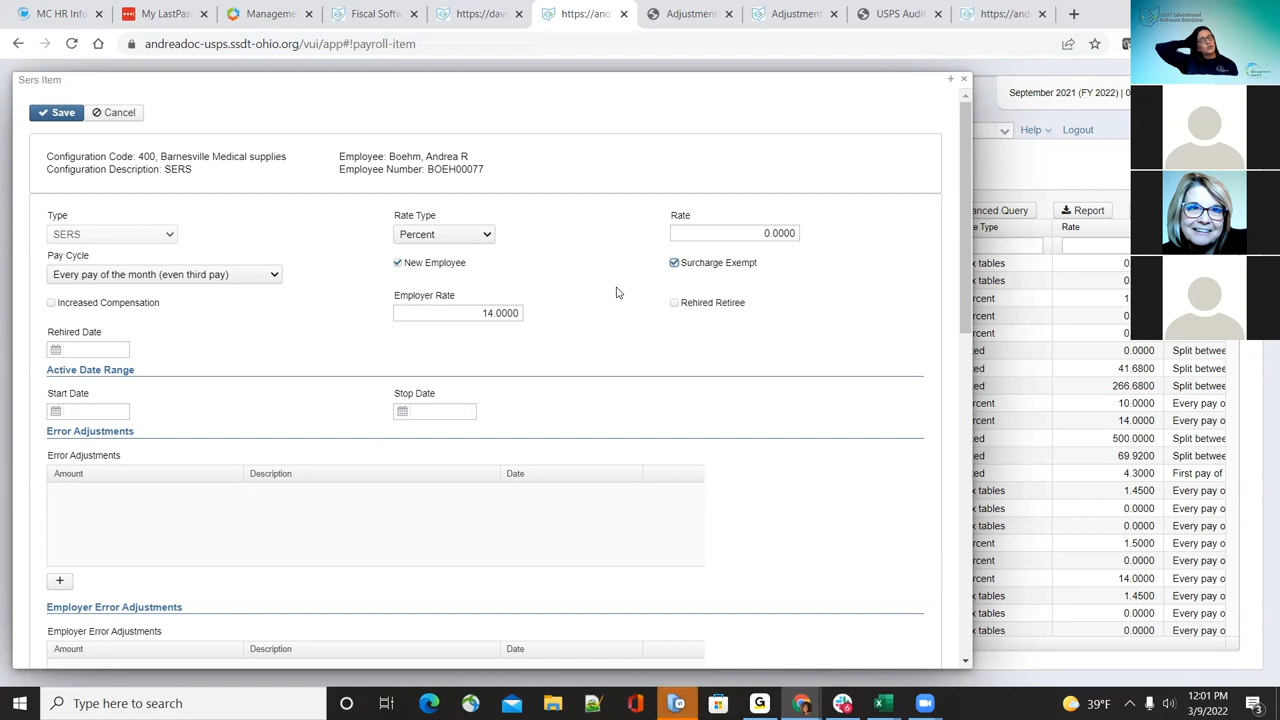 MC HR Info
My LastPass
Manageme
Fiscal Softw
https://and
Adjustment
Adjustment
USP
https://and
andreadoc-usps.ssdt-ohio.org/vui/app#!payroll-item
Sers Item
September 2021 (FY 2022) | 0
Save
Cancel
Help
Logout
Configuration Code: 400, Barnesville Medical supplies
Employee: Boehm, Andrea R
Configuration Description: SERS
Employee Number: BOEH00077
Type
Rate Type
Rate
anced Query
Report
SERS
Percent
0.0000
e Type
Rate
Pay Cycle
New Employee
Surcharge Exempt
Every pay of the month (even third pay)
Increased Compensation
Employer Rate
Rehired Retiree
14.0000
Rehired Date
Active Date Range
Start Date
Stop Date
Error Adjustments
Error Adjustments
Amount
Description
Date
Employer Error Adjustments
Employer Error Adjustments
Amount
Description
Date
x tables 0.
x tables 0.
rcent 1.
rcent 0.
rcent 0.
ed 0.0000 Split betwee
ed 41.6800 Split betwee
ed 266.6800 Split betwee
rcent 10.0000 Every pay o
rcent 14.0000 Every pay o
ed 500.0000 Split betwee
ed 69.9200 Split betwee
ed 4.3000 First pay of
x tables 1.4500 Every pay o
x tables 0.0000 Every pay o
x tables 0.0000 Every pay o
rcent 1.5000 Every pay o
rcent 0.0000 Every pay o
rcent 14.0000 Every pay o
x tables 1.4500 Every pay o
x tables 0.0000 Every pay o
x tables 0.0000 Every pay o
Type here to search
39°F
12:01 PM
3/9/2022
3